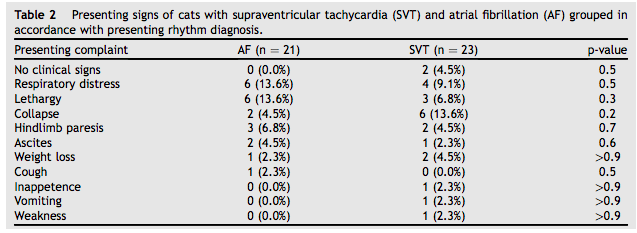 Table 2 Presenting signs of cats with supraventricular tachycardia (SVT) and atrial fibrillation (AF) grouped in
accordance with presenting rhythm diagnosis.
Presenting complaint AF (n = 21) SVT (n = 23) p-value
No clinical signs 0 (0.0%) 2 (4.5%) 0.5
Respiratory distress 6 (13.6%) 4 (9.1%) 0.5
Lethargy 6 (13.6%) 3 (6.8%) 0.3
Collapse 2 (4.5%) 6 (13.6%) 0.2
Hindlimb paresis 3 (6.8%) 2 (4.5%) 0.7
Ascites 2 (4.5%) 1 (2.3%) 0.6
Weight loss 1 (2.3%) 2 (4.5%) >0.9
Cough 1 (2.3%) 0 (0.0%) 0.5
Inappetence 0 (0.0%) 1 (2.3%) >0.9
Vomiting 0 (0.0%) 1 (2.3%) >0.9
Weakness 0 (0.0%) 1 (2.3%) >0.9